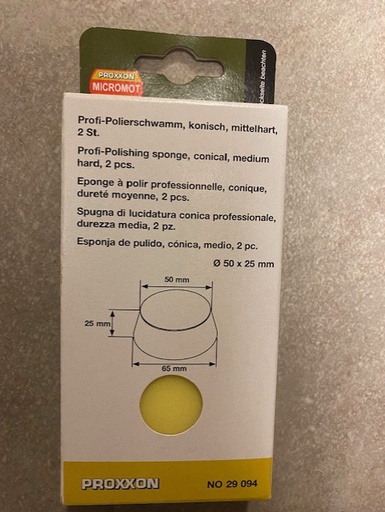 PROXXON
MICROMOT
ckseite beachten
Profi-Polierschwamm, konisch, mittelhart,
2 St.
Profi-Polishing sponge, conical, medium
hard, 2 pcs.
Eponge à polir professionnelle, conique,
dureté moyenne, 2 pcs.
Spugna di lucidatura conica professionale,
durezza media, 2 pz.
Esponja de pulido, cónica, medio, 2 pc.
Ø 50 x 25 mm
50 mm
25 mm
65 mm
PROXXON
NO 29 094